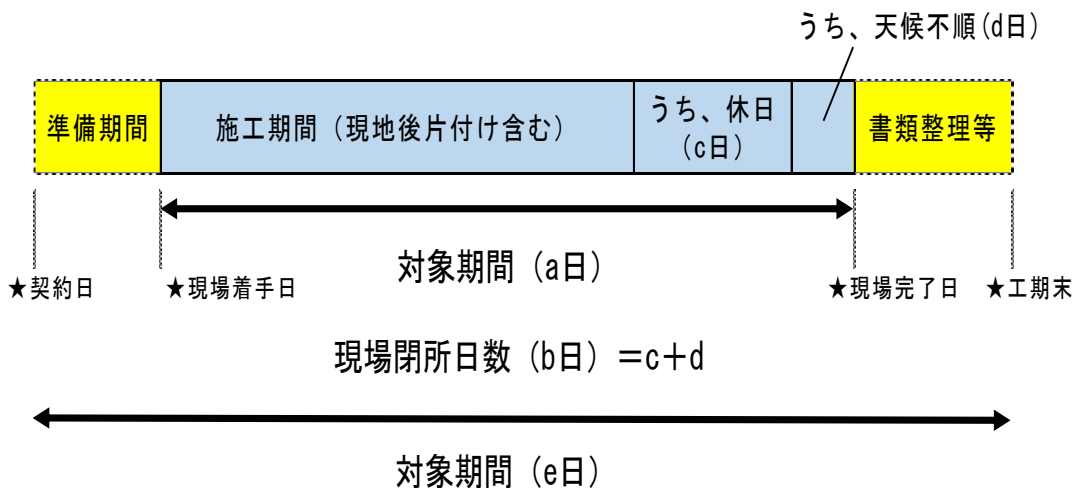 うち、天候不順(d日)
準備期間
施工期間（現地後片付け含む）
うち、休日
（c日）
書類整理等
対象期間（a日）
★契約日
★現場着手日
★現場完了日
★工期末
現場閉所日数（b日）＝c＋d
対象期間（e日）